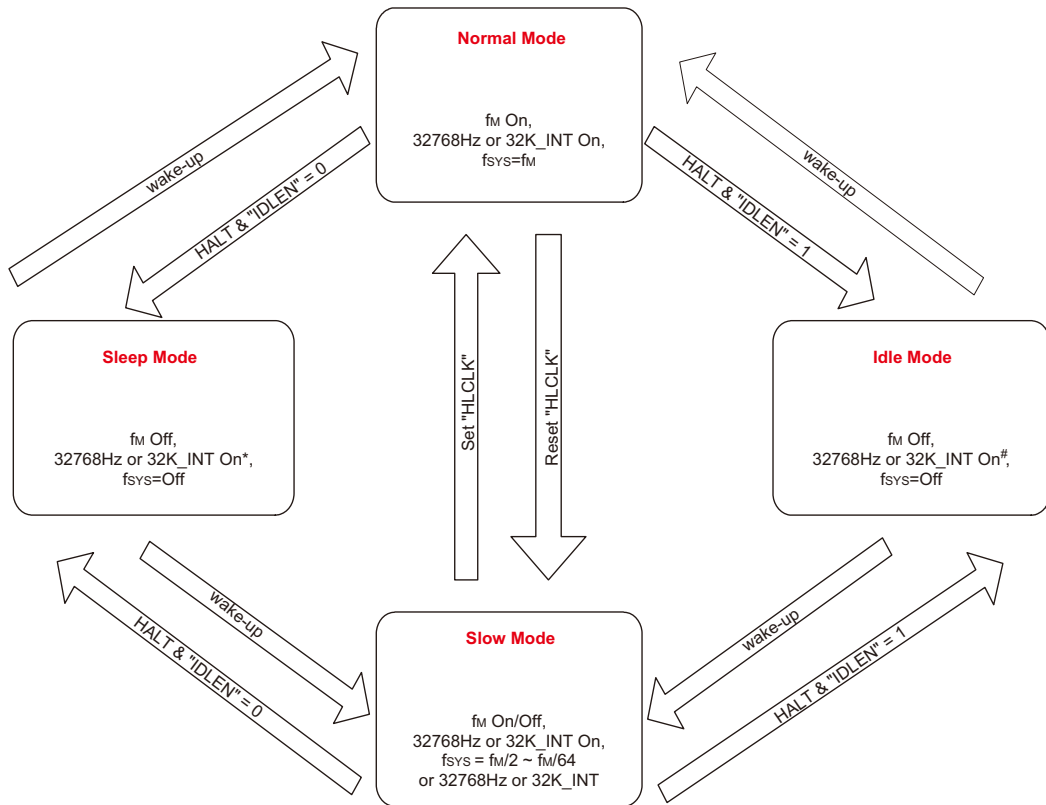 Normal Mode
fM On,
32768Hz or 32K_INT On,
fSYS=fM
wake-up
HALT & "IDLEN" = 0
HALT & "IDLEN" = 1
wake-up
Sleep Mode
fM Off,
32768Hz or 32K_INT On*,
fSYS=Off
Set "HLCLK"
Reset "HLCLK"
Idle Mode
fM Off,
32768Hz or 32K_INT On#,
fSYS=Off
wake-up
HALT & "IDLEN" = 0
wake-up
HALT & "IDLEN" = 1
Slow Mode
fM On/Off,
32768Hz or 32K_INT On,
fSYS = fM/2 ~ fM/64
or 32768Hz or 32K_INT